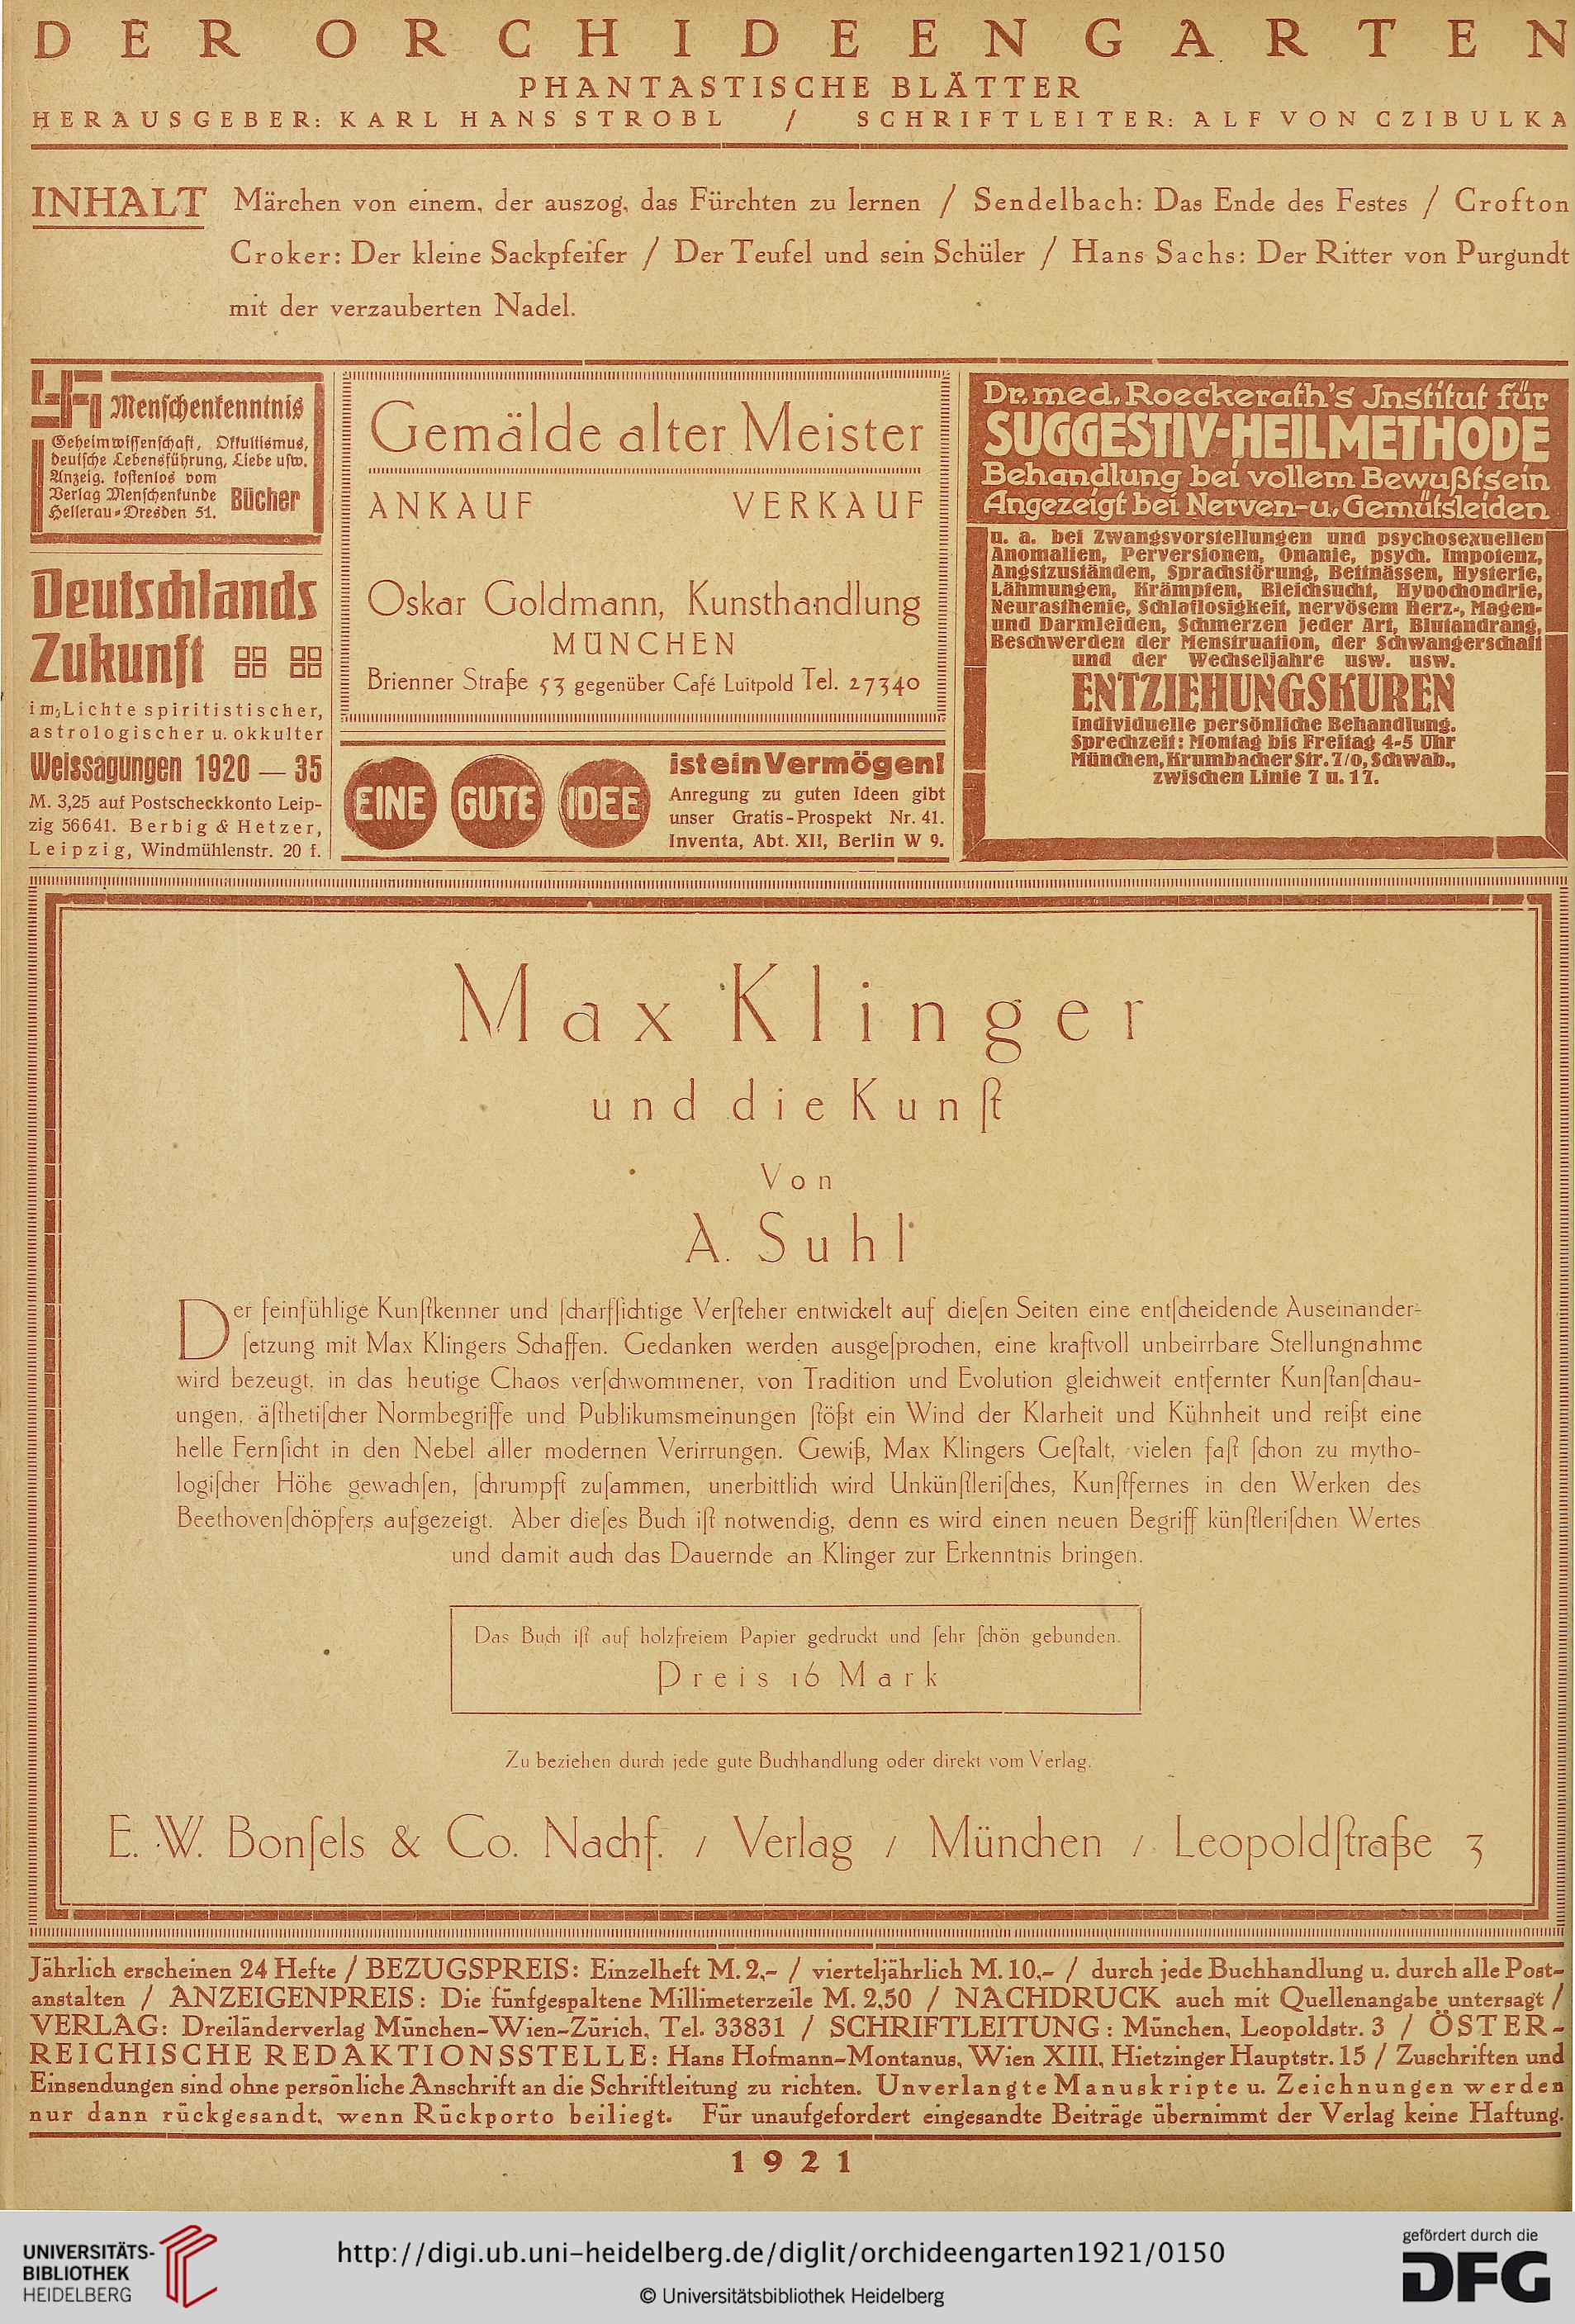 DER ORCHIDEENGARTEN
PHANTASTISCHE BLÄTTER
HERAUSGEBER: KARL HANS STROBL / SCHRIFTLEITER: ALF VON CZIBULKA
INHALT Märchen von einem, der auszog, das Fürchten zu lernen / Sendelbach: Das Ende des Festes / Crofton
Croker: Der kleine Sackpfeifer / Der Teufel und sein Schüler / Hans Sachs: Der Ritter von Purgundt
mit der verzauberten Nadel.
Menſchenkenntnis
Geheimwiſſenſchaft, Okkultismus,
deutſche Lebensführung, Liebe uſw.
Anzeig. koſtenlos vom
Verlag Menſchenkunde Bücher
Hellerau-Dresden 51.
Deutschlands
Zukunft
im Lichte spiritistischer,
astrologischer u. okkulter
Weissagungen 1920 — 35
M. 3,25 auf Postscheckkonto Leip-
zig 56641. Berbig & Hetzer,
Leipzig, Windmühlenstr. 20 f.
Gemälde alter Meister
ANKAUF VERKAUF
Oskar Goldmann, Kunsthandlung
MÜNCHEN
Brienner Straße 53 gegenüber Café Luitpold Tel. 27340
EINE GUTE IDEE
ist ein Vermögen!
Anregung zu guten Ideen gibt
unser Gratis-Prospekt Nr. 41.
Inventa, Abt. XII, Berlin W 9.
Dr. med. Roeckerath's Jnstitut für
SUGGESTIV-HEILMETHODE
Behandlung bei vollem Bewußtsein
Angezeigt bei Nerven-u. Gemütsleiden
u. a. bei Zwangsvorstellungen und psychosexuellen
Anomalien, Perversionen, Onanie, psych. Impotenz,
Angstzuständen, Sprachstörung, Bettnässen, Hysterie,
Lähmungen, Krämpfen, Bleichsucht, Hypochondrie,
Neurasthenie, Schlaflosigkeit, nervösem Herz-, Magen-
und Darmleiden, Schmerzen jeder Art, Blutandrang,
Beschwerden der Menstruation, der Schwangerschaft
und der Wechseljahre usw. usw.
ENTZIEHUNGSKUREN
Individuelle persönliche Behandlung.
Sprechzeit: Montag bis Freitag 4-5 Uhr
München, Krumbacher Str. 7/o, Schwab.,
zwischen Linie 7 u. 17.
Max Klinger
und die Kunſt
Von
A. Suhl
Der feinfühlige Kunſtkenner und ſcharfſichtige Verſteher entwickelt auf dieſen Seiten eine entſcheidende Auseinander-
ſetzung mit Max Klingers Schaffen. Gedanken werden ausgeſprochen, eine kraftvoll unbeirrbare Stellungnahme
wird bezeugt, in das heutige Chaos verſchwommener, von Tradition und Evolution gleichweit entfernter Kunſtanſchau-
ungen, äſthetiſcher Normbegriffe und Publikumsmeinungen ſtößt ein Wind der Klarheit und Kühnheit und reißt eine
helle Fernſicht in den Nebel aller modernen Verirrungen. Gewiß, Max Klingers Geſtalt, vielen faſt ſchon zu mytho-
logiſcher Höhe gewachſen, ſchrumpft zuſammen, unerbittlich wird Unkünſtleriſches, Kunſtfernes in den Werken des
Beethovenſchöpfers aufgezeigt. Aber dieſes Buch iſt notwendig, denn es wird einen neuen Begriff künſtleriſchen Wertes
und damit auch das Dauernde an Klinger zur Erkenntnis bringen.
Das Buch iſt auf holzfreiem Papier gedruckt und ſehr ſchön gebunden.
Preis 16 Mark
Zu beziehen durch jede gute Buchhandlung oder direkt vom Verlag.
E. W. Bonſels & Co. Nachf. / Verlag / München / Leopoldſtraße 3
Jährlich erscheinen 24 Hefte / BEZUGSPREIS: Einzelheft M. 2,- / vierteljährlich M. 10,- / durch jede Buchhandlung u. durch alle Post-
anstalten / ANZEIGENPREIS: Die fünfgespaltene Millimeterzeile M. 2,50 / NACHDRUCK auch mit Quellenangabe untersagt /
VERLAG: Dreiländerverlag München-Wien-Zürich, Tel. 33831 / SCHRIFTLEITUNG: München, Leopoldstr. 3 / ÖSTER-
REICHISCHE REDAKTIONSSTELLE: Hans Hofmann-Montanus, Wien XIII, Hietzinger Hauptstr. 15 / Zuschriften und
Einsendungen sind ohne persönliche Anschrift an die Schriftleitung zu richten. Unverlangte Manuskripte u. Zeichnungen werden
nur dann rückgesandt, wenn Rückporto beiliegt. Für unaufgefordert eingesandte Beiträge übernimmt der Verlag keine Haftung.
1921
UNIVERSITÄTS-
BIBLIOTHEK
HEIDELBERG
http://digi.ub.uni-heidelberg.de/diglit/orchideengarten1921/0150
© Universitätsbibliothek Heidelberg
gefördert durch die
DFG